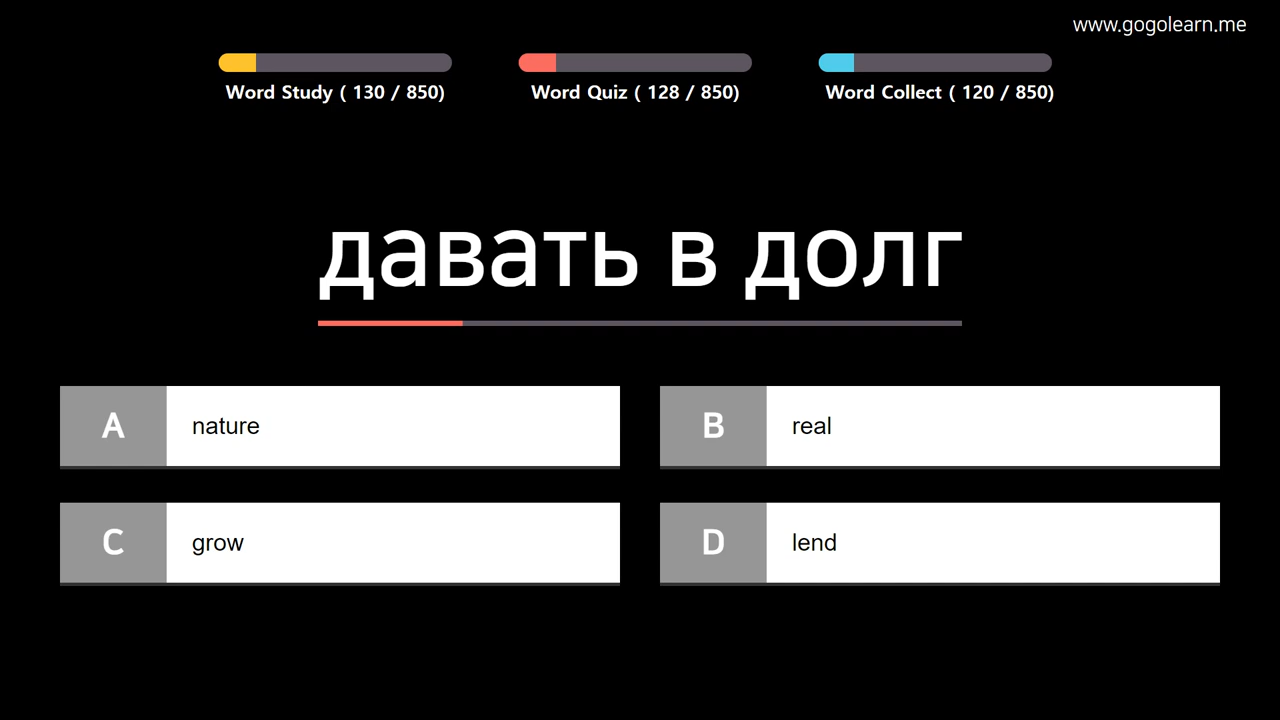 www.gogolearn.me
Word Study ( 130 / 850)
Word Quiz ( 128 / 850)
Word Collect ( 120 / 850)
давать в долг
A nature
B real
C grow
D lend